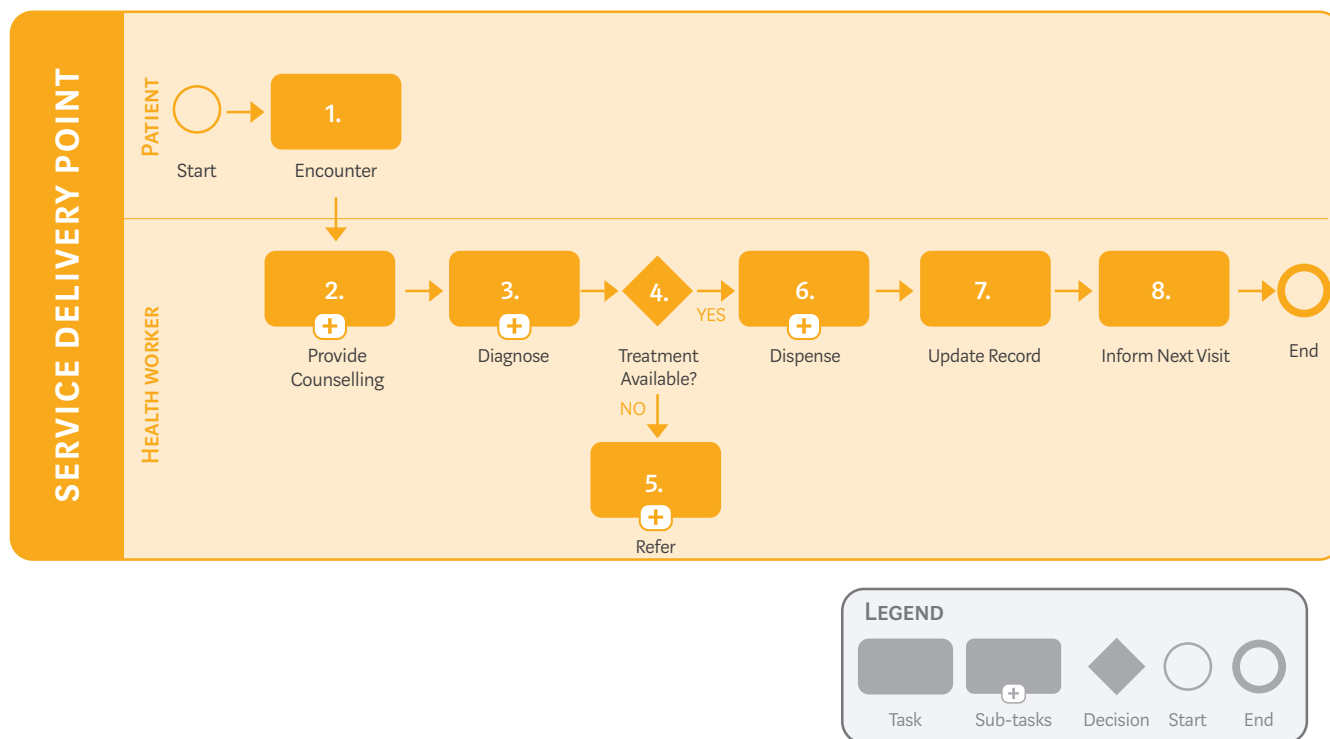 SERVICE DELIVERY POINT
PATIENT
Start
1.
Encounter
HEALTH WORKER
2.
Provide
Counselling
3.
Diagnose
4.
Treatment
Available?
YES
NO
5.
Refer
6.
Dispense
7.
Update Record
8.
Inform Next Visit
End
LEGEND
Task
Sub-tasks
Decision
Start
End